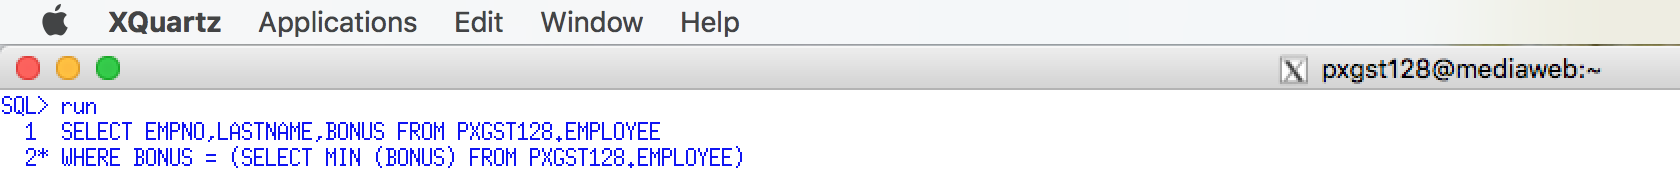 XQuartz Applications Edit Window Help
X pxgst128@mediaweb:~
SQL> run
1 SELECT EMPNO,LASTNAME,BONUS FROM PXGST128.EMPLOYEE
2* WHERE BONUS = (SELECT MIN (BONUS) FROM PXGST128.EMPLOYEE)